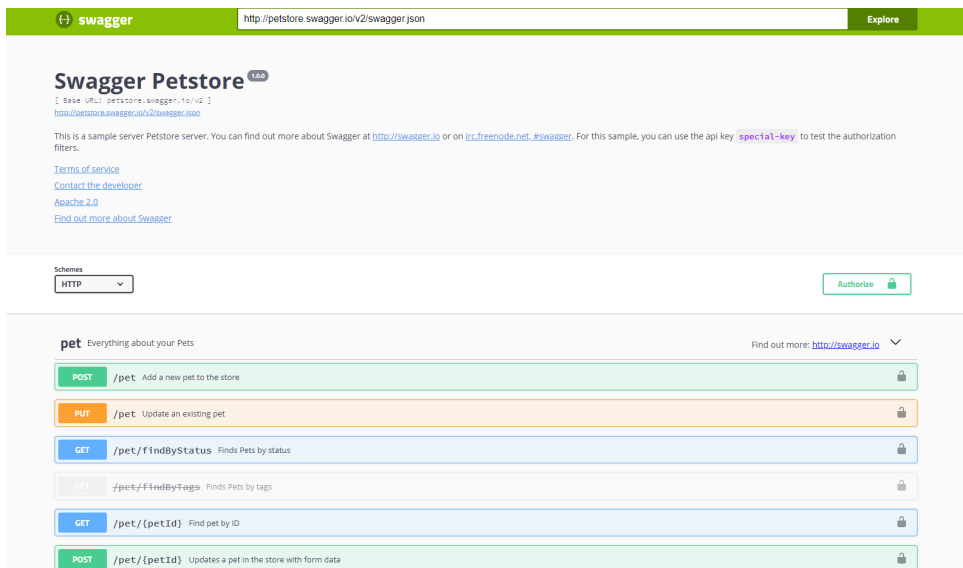 swagger
http://petstore.swagger.io/v2/swagger.json
Explore
Swagger Petstore 1.0.0
[ Base URL: petstore.swagger.io/v2 ]
http://petstore.swagger.io/v2/swagger.json
This is a sample server Petstore server. You can find out more about Swagger at http://swagger.io or on irc.freenode.net, #swagger. For this sample, you can use the api key special-key to test the authorization
filters.
Terms of service
Contact the developer
Apache 2.0
Find out more about Swagger
Schemes
HTTP
Authorize
pet Everything about your Pets
Find out more: http://swagger.io
POST /pet Add a new pet to the store
PUT /pet Update an existing pet
GET /pet/findByStatus Finds Pets by status
GET /pet/findByTags Finds Pets by tags
GET /pet/{petId} Find pet by ID
POST /pet/{petId} Updates a pet in the store with form data